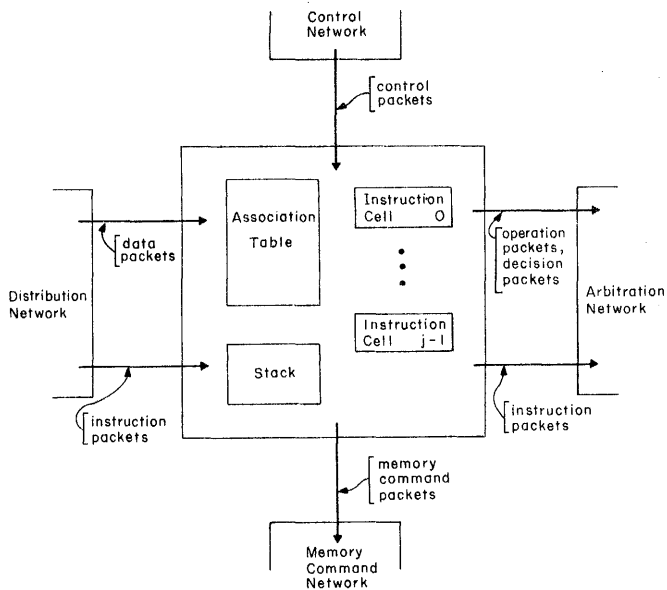 Control
Network
control
packets
Association
Table
Instruction
Cell 0
data
packets
operation
packets,
decision
packets
Distribution
Network
Arbitration
Network
Instruction
Cell j-1
Stack
instruction
packets
instruction
packets
memory
command
packets
Memory
Command
Network